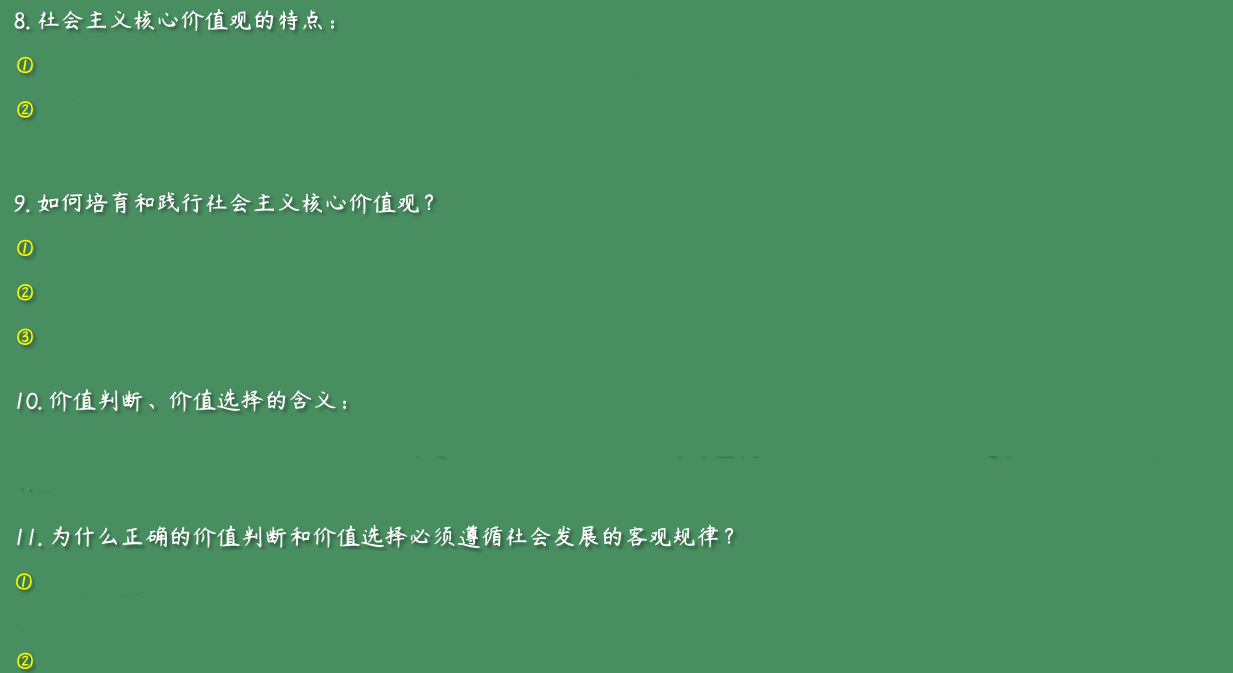 8. 社会主义核心价值观的特点：
①
②
9. 如何培育和践行社会主义核心价值观？
①
②
③
10. 价值判断、价值选择的含义：
11. 为什么正确的价值判断和价值选择必须遵循社会发展的客观规律？
①
②